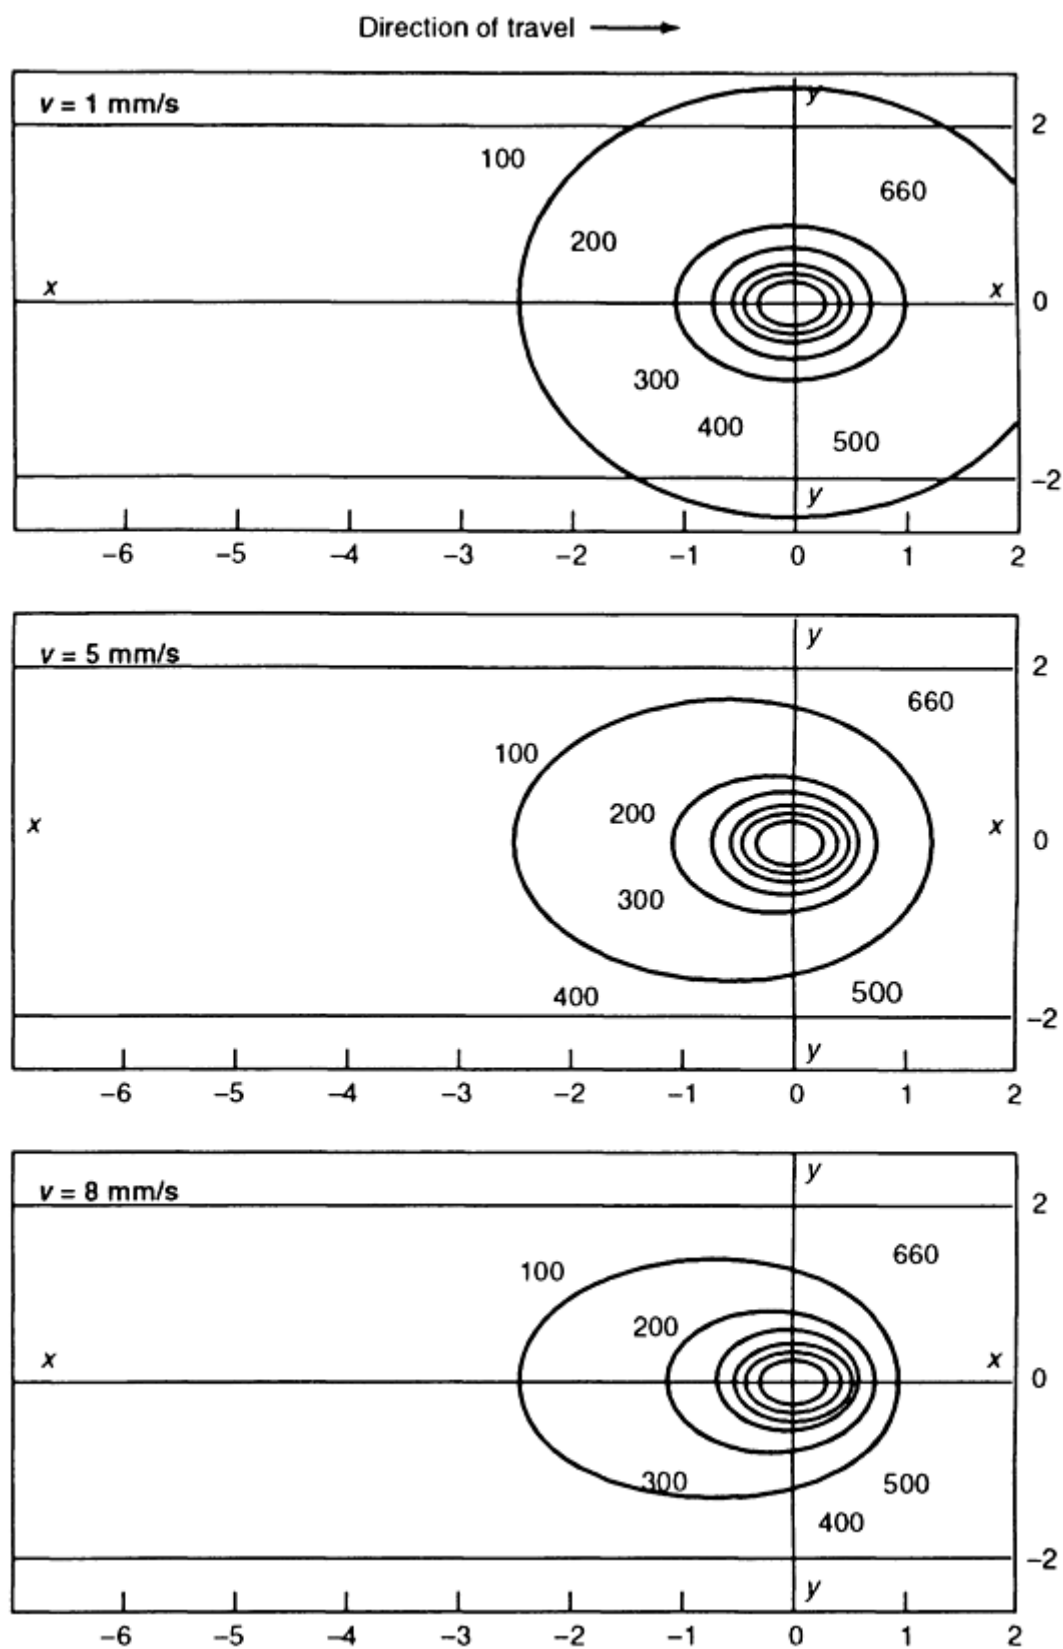 Direction of travel
v = 1 mm/s
y
2
100
660
200
x
x
0
300
400
500
y
−2
−6 −5 −4 −3 −2 −1 0 1 2
v = 5 mm/s
y
2
660
100
200
x
x
0
300
400
500
−2
y
−6 −5 −4 −3 −2 −1 0 1 2
v = 8 mm/s
y
2
100
660
200
x
x
0
300
500
400
−2
y
−6 −5 −4 −3 −2 −1 0 1 2